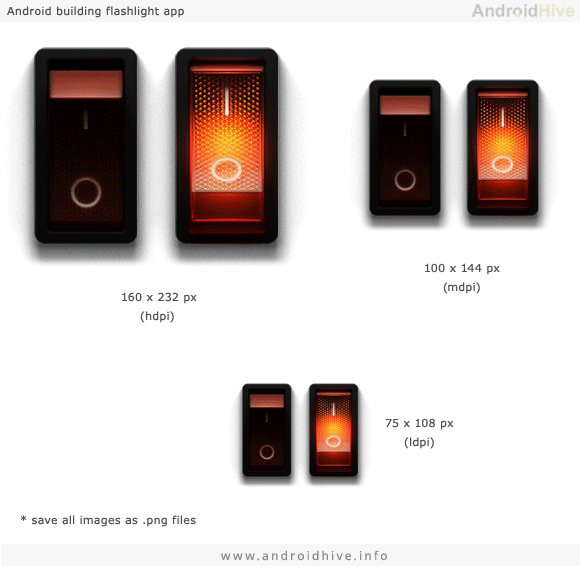 Android building flashlight app
AndroidHive
160 x 232 px
(hdpi)
100 x 144 px
(mdpi)
75 x 108 px
(ldpi)
* save all images as .png files
www.androidhive.info